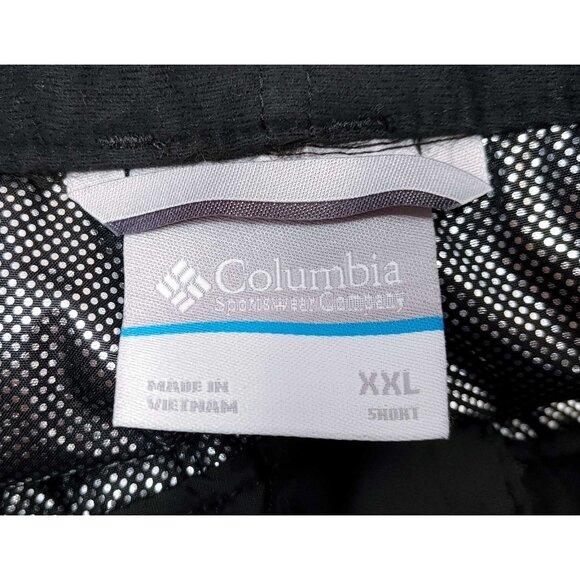 Columbia
Sportswear Company
MADE IN
VIETNAM
XXL
SHORT